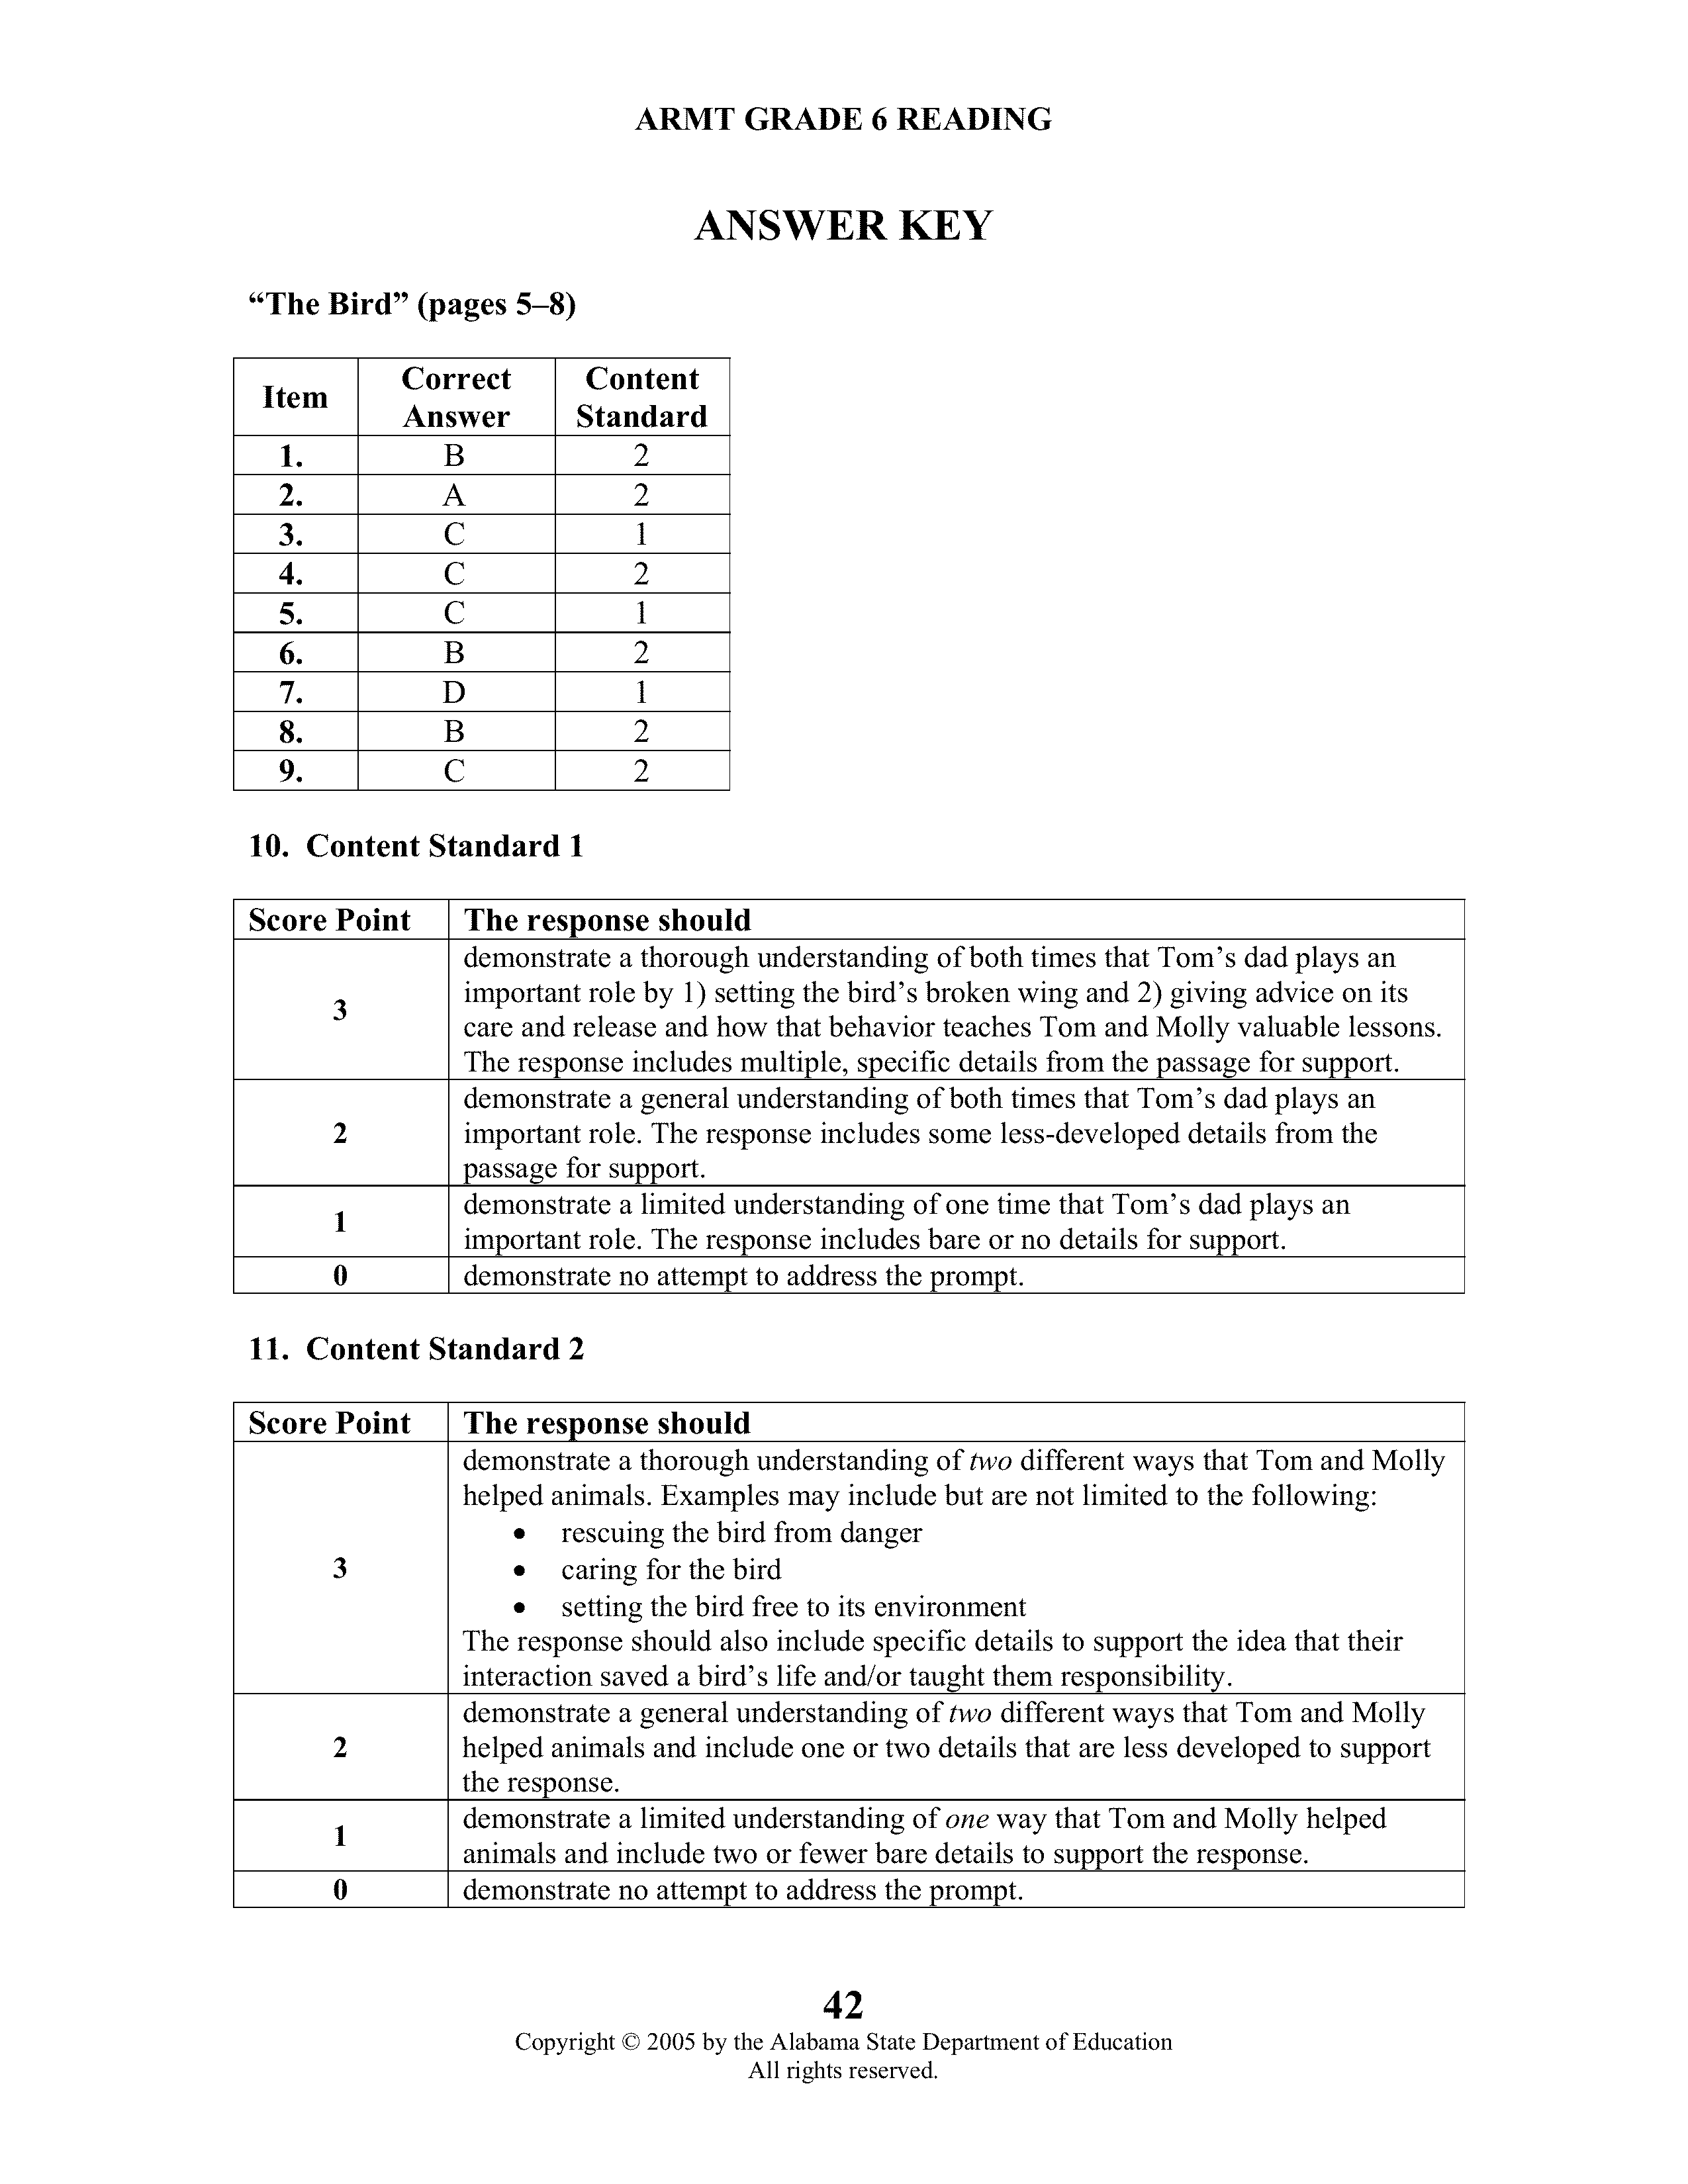 ARMT GRADE 6 READING
ANSWER KEY
“The Bird” (pages 5–8)
Item Correct Answer Content Standard
1. B 2
2. A 2
3. C 1
4. C 2
5. C 1
6. B 2
7. D 1
8. B 2
9. C 2
10. Content Standard 1
Score Point The response should
3
demonstrate a thorough understanding of both times that Tom’s dad plays an
important role by 1) setting the bird’s broken wing and 2) giving advice on its
care and release and how that behavior teaches Tom and Molly valuable lessons.
The response includes multiple, specific details from the passage for support.
2
demonstrate a general understanding of both times that Tom’s dad plays an
important role. The response includes some less-developed details from the
passage for support.
1
demonstrate a limited understanding of one time that Tom’s dad plays an
important role. The response includes bare or no details for support.
0 demonstrate no attempt to address the prompt.
11. Content Standard 2
Score Point The response should
3
demonstrate a thorough understanding of two different ways that Tom and Molly
helped animals. Examples may include but are not limited to the following:
• rescuing the bird from danger
• caring for the bird
• setting the bird free to its environment
The response should also include specific details to support the idea that their
interaction saved a bird’s life and/or taught them responsibility.
2
demonstrate a general understanding of two different ways that Tom and Molly
helped animals and include one or two details that are less developed to support
the response.
1
demonstrate a limited understanding of one way that Tom and Molly helped
animals and include two or fewer bare details to support the response.
0 demonstrate no attempt to address the prompt.
42
Copyright © 2005 by the Alabama State Department of Education
All rights reserved.